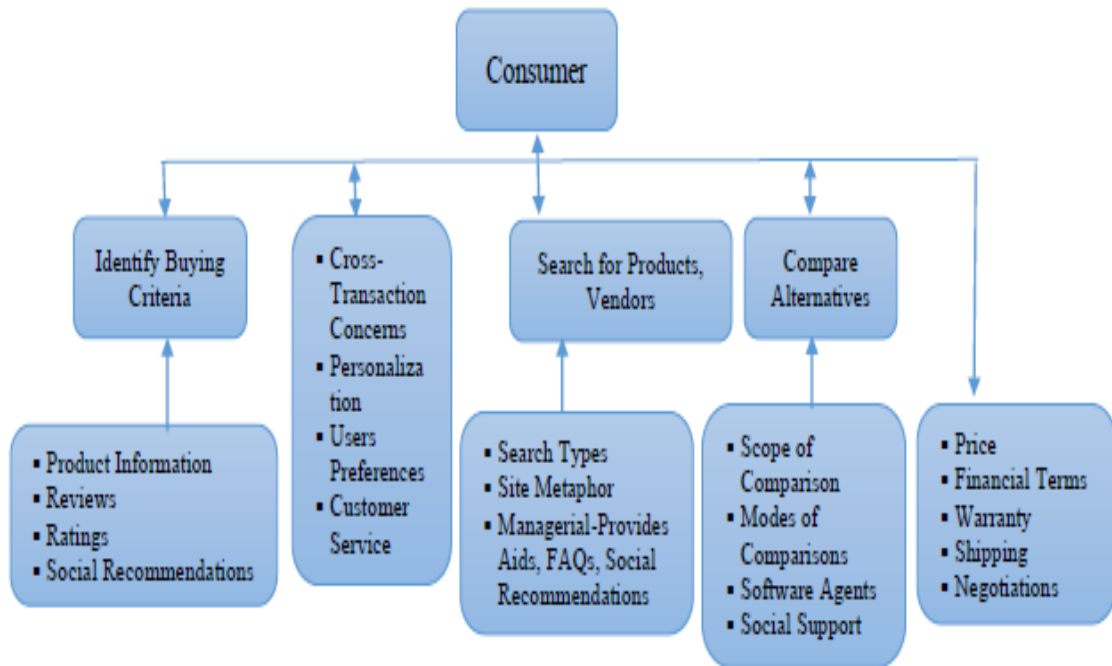 Consumer
Identify Buying
Criteria
▪ Cross-
Transaction
Concerns
▪ Personaliza
tion
▪ Users
Preferences
▪ Customer
Service
Search for Products,
Vendors
Compare
Alternatives
▪ Product Information
▪ Reviews
▪ Ratings
▪ Social Recommendations
▪ Search Types
▪ Site Metaphor
▪ Managerial-Provides
Aids, FAQs, Social
Recommendations
▪ Scope of
Comparison
▪ Modes of
Comparisons
▪ Software Agents
▪ Social Support
▪ Price
▪ Financial Terms
▪ Warranty
▪ Shipping
▪ Negotiations